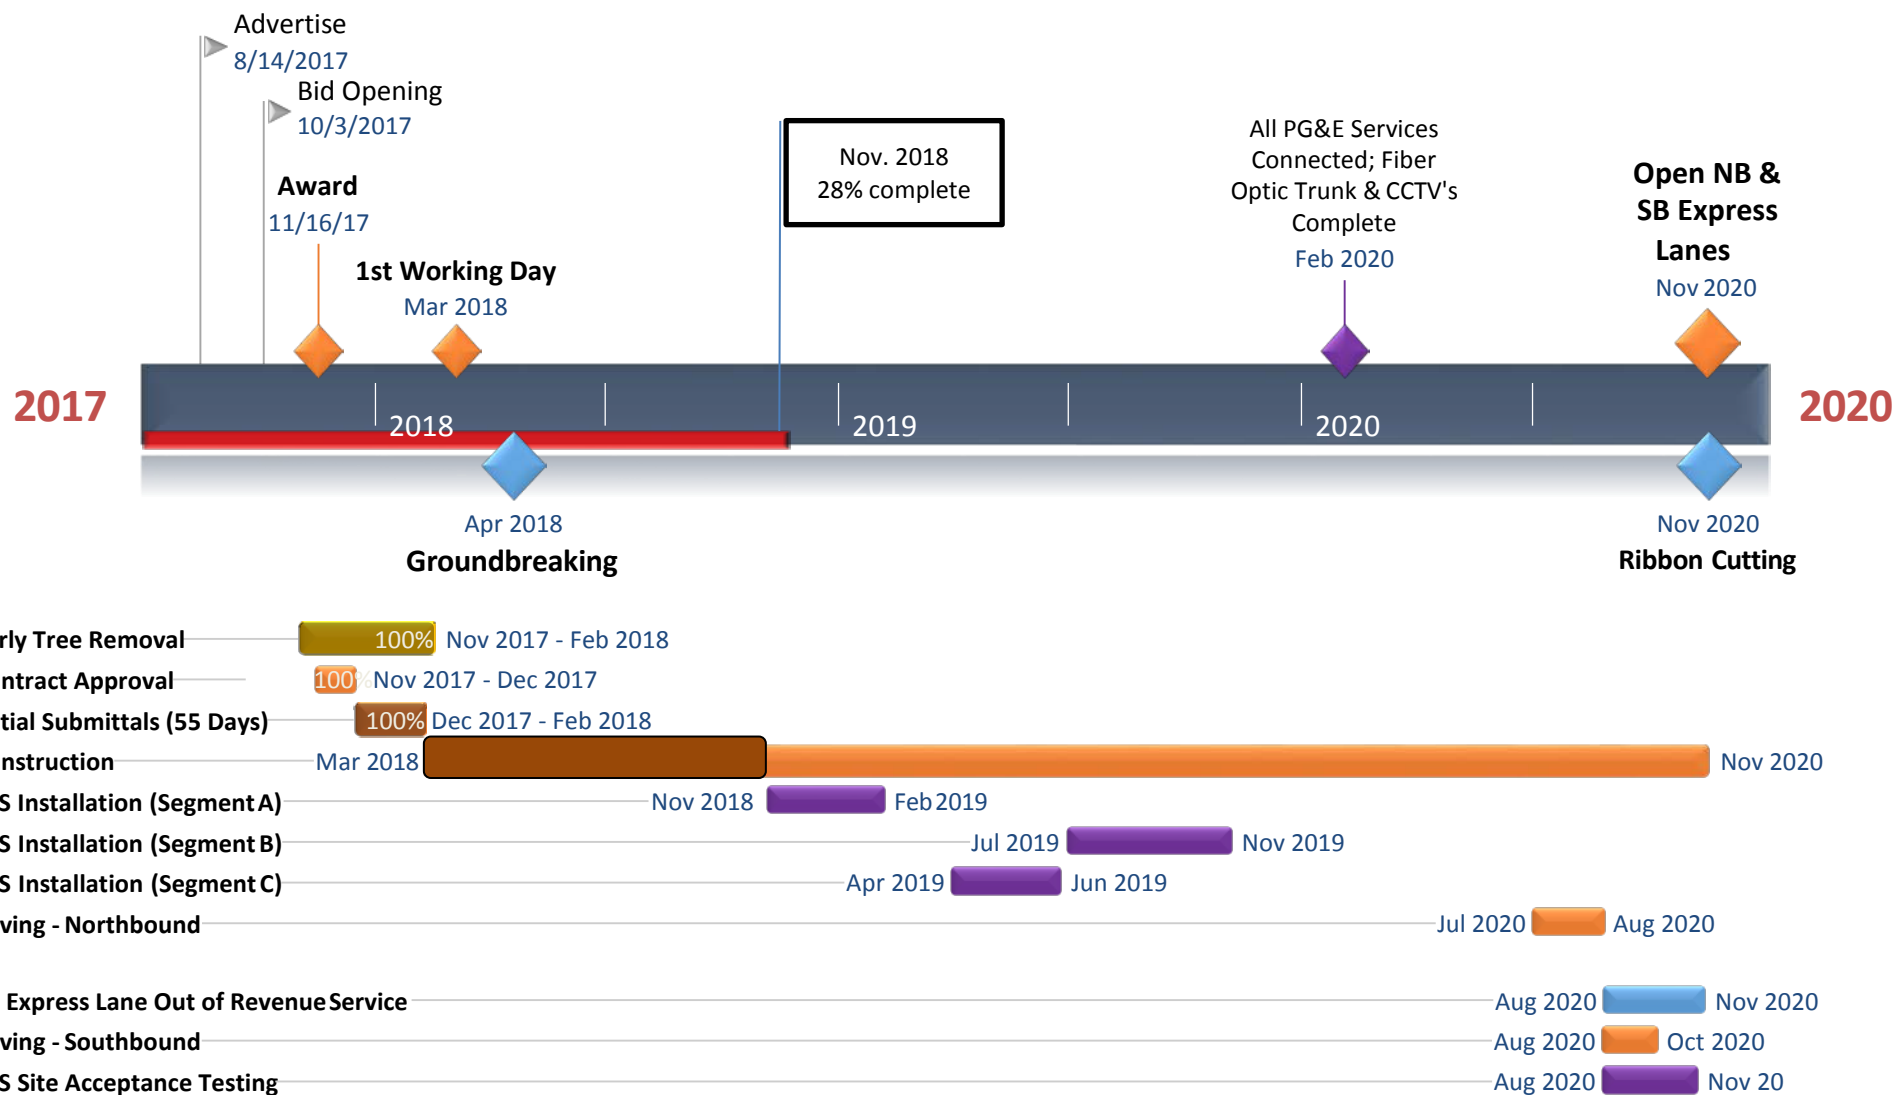 Advertise
8/14/2017
Bid Opening
10/3/2017
Award
11/16/17
1st Working Day
Mar 2018
Nov. 2018
28% complete
All PG&E Services
Connected; Fiber
Optic Trunk & CCTV's
Complete
Feb 2020
Open NB &
SB Express
Lanes
Nov 2020
2017
2018
2019
2020
2020
Apr 2018
Groundbreaking
Nov 2020
Ribbon Cutting
rly Tree Removal 100% Nov 2017 - Feb 2018
ntract Approval 100% Nov 2017 - Dec 2017
tial Submittals (55 Days) 100% Dec 2017 - Feb 2018
nstruction Mar 2018 Nov 2020
S Installation (Segment A) Nov 2018 Feb 2019
S Installation (Segment B) Jul 2019 Nov 2019
S Installation (Segment C) Apr 2019 Jun 2019
ving - Northbound Jul 2020 Aug 2020
Express Lane Out of Revenue Service Aug 2020 Nov 2020
ving - Southbound Aug 2020 Oct 2020
S Site Acceptance Testing Aug 2020 Nov 20